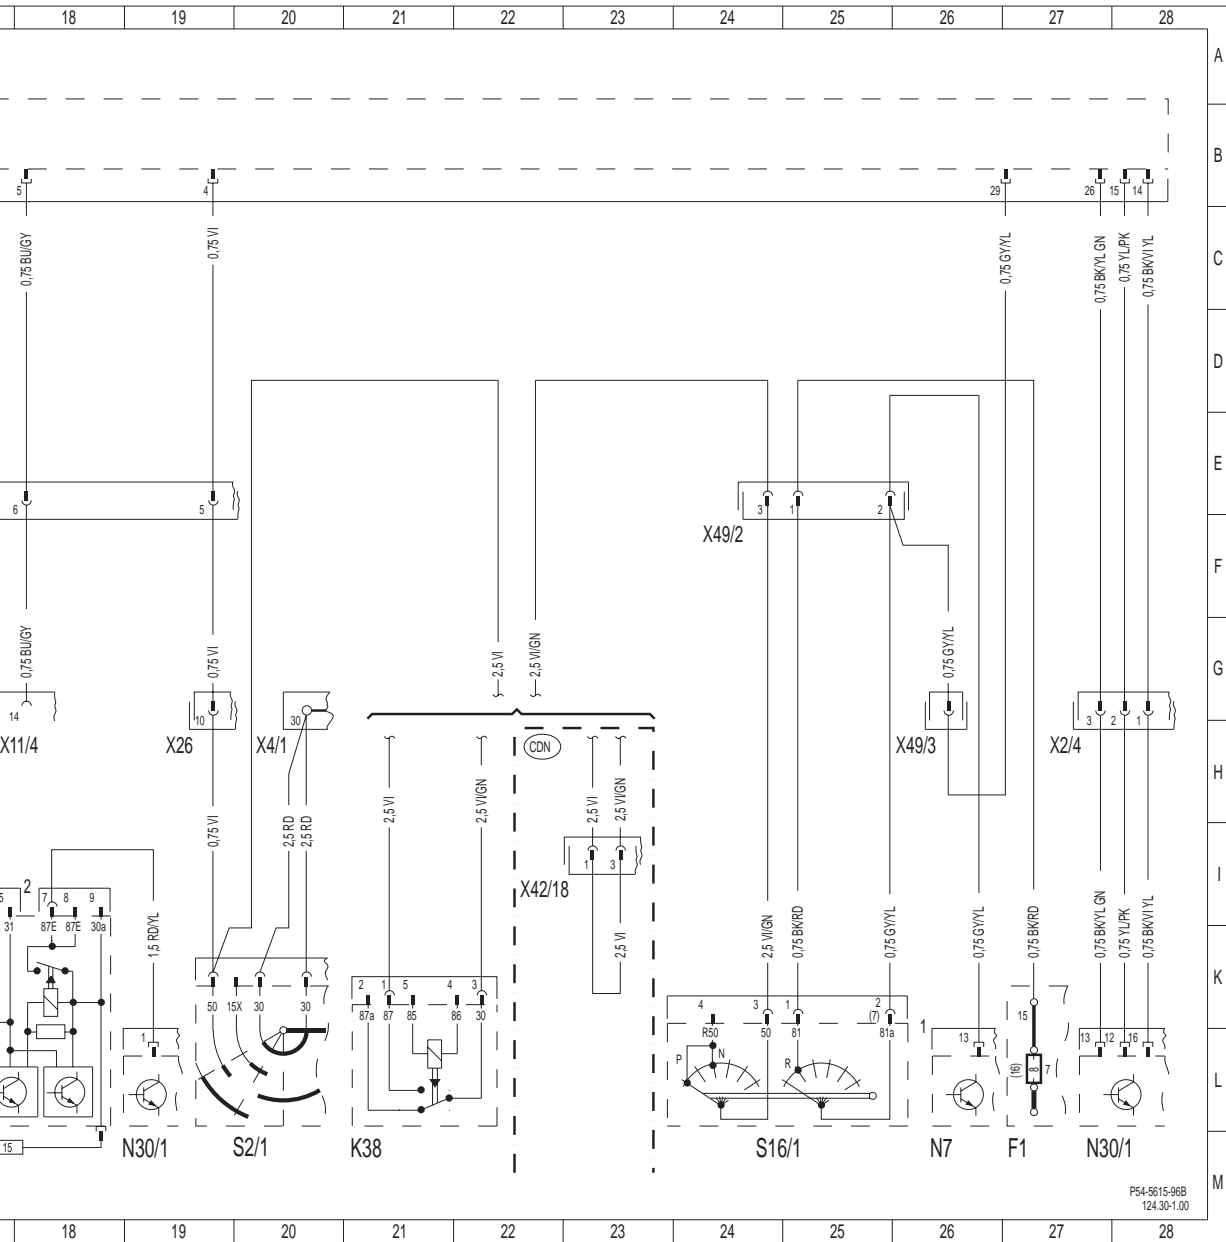 18 19 20 21 22 23 24 25 26 27 28
A
B
5 4 29 26 15 14
0,75 BU/GY 0,75 VI 0,75 GY/YL 0,75 BK/YL GN 0,75 YL/PK 0,75 BK/VI YL
C
D
E
6 5 3 1 2
X49/2
F
0,75 BU/GY 0,75 VI 2,5 VI 2,5 VI/GN 0,75 GY/YL
G
14 10 30 3 2 1
X11/4 X26 X4/1 CDN X49/3 X2/4
H
0,75 VI 2,5 RD 2,5 RD 2,5 VI 2,5 VI/GN 2,5 VI 2,5 VI/GN
1 3
X42/18
I
5 2 7 8 9
31 87E 87E 30a
1,5 RD/YL 2,5 VI 2,5 VI/GN 0,75 BK/RD 0,75 GY/YL 0,75 GY/YL 0,75 BK/RD 0,75 BK/YL GN 0,75 YL/PK 0,75 BK/VI YL
K
50 15X 30 30
2 1 5 4 3
87a 87 85 86 30
4 3 1 2
(7)
R50 50 81 81a
1 1 13 15 13 12 16
P N R
(16) 8 7
L
15
N30/1 S2/1 K38 S16/1 N7 F1 N30/1
M
P54-5615-96B
124.30-1.00
18 19 20 21 22 23 24 25 26 27 28